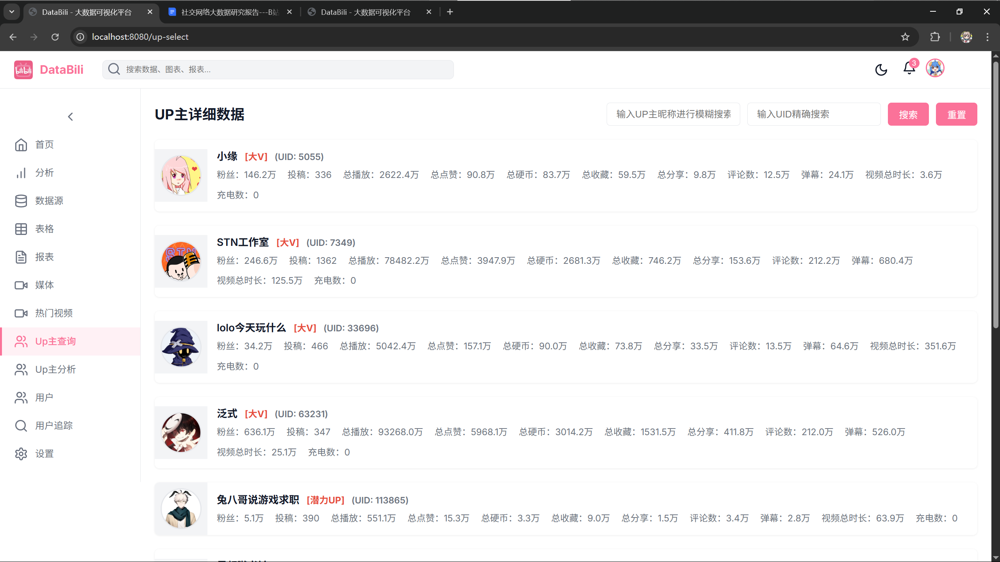 DataBili - 大数据可视化平台
社交网络大数据研究报告---B站
DataBili - 大数据可视化平台
localhost:8080/up-select
bilibili
DataBili
搜索数据、图表、报表...
3
首页
分析
数据源
表格
报表
媒体
热门视频
Up主查询
Up主分析
用户
用户追踪
设置
UP主详细数据
输入UP主昵称进行模糊搜索
输入UID精确搜索
搜索
重置
小缘 [大V] (UID: 5055)
粉丝：146.2万 投稿：336 总播放：2622.4万 总点赞：90.8万 总硬币：83.7万 总收藏：59.5万 总分享：9.8万 评论数：12.5万 弹幕：24.1万 视频总时长：3.6万
充电数：0
STN
STN工作室 [大V] (UID: 7349)
粉丝：246.6万 投稿：1362 总播放：78482.2万 总点赞：3947.9万 总硬币：2681.3万 总收藏：746.2万 总分享：153.6万 评论数：212.2万 弹幕：680.4万
视频总时长：125.5万 充电数：0
lolo今天玩什么 [大V] (UID: 33696)
粉丝：34.2万 投稿：466 总播放：5042.4万 总点赞：157.1万 总硬币：90.0万 总收藏：73.8万 总分享：33.5万 评论数：13.5万 弹幕：64.6万 视频总时长：351.6万
充电数：0
泛式 [大V] (UID: 63231)
粉丝：636.1万 投稿：347 总播放：93268.0万 总点赞：5968.1万 总硬币：3014.2万 总收藏：1531.5万 总分享：411.8万 评论数：212.0万 弹幕：526.0万
视频总时长：25.1万 充电数：0
兔八哥说游戏求职 [潜力UP] (UID: 113865)
粉丝：5.1万 投稿：390 总播放：551.1万 总点赞：15.3万 总硬币：3.3万 总收藏：9.0万 总分享：1.5万 评论数：3.4万 弹幕：2.8万 视频总时长：63.9万 充电数：0